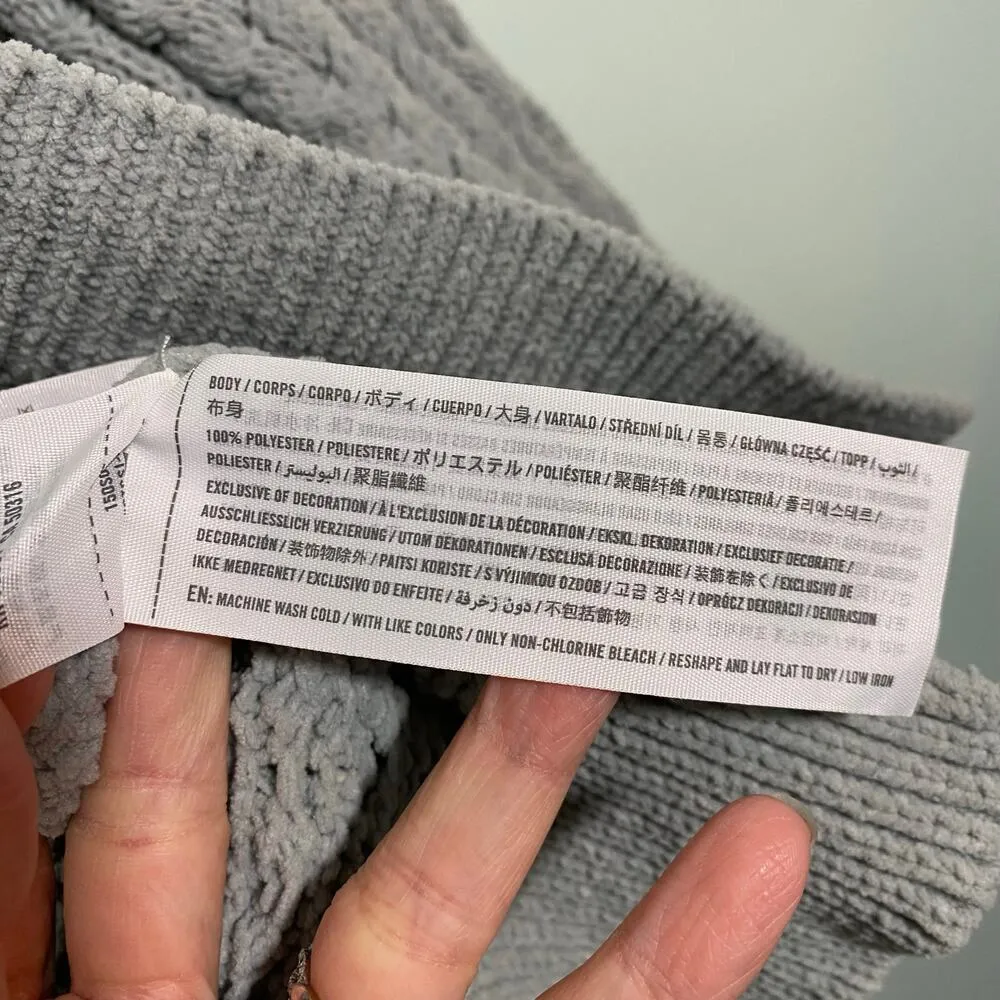 BODY / CORPS / CORPO / ボディ / CUERPO / 大身 / VARTALO / STŘEDNÍ DÍL / 몸통 / GŁÓWNA CZĘŚĆ / TOPP / الثوب /
布身
100% POLYESTER / POLIESTERE / ポリエステル / POLIÉSTER / 聚酯纤维 / POLYESTERIÄ / 폴리에스테르 /
POLIESTER / البوليستر / 聚脂纖維
EXCLUSIVE OF DECORATION / À L'EXCLUSION DE LA DÉCORATION / EKSKL. DEKORATION / EXCLUSIEF DECORATIE /
AUSSCHLIESSLICH VERZIERUNG / UTOM DEKORATIONEN / ESCLUSA DECORAZIONE / 装飾を除く / EXCLUSIVO DE
DECORACIÓN / 装饰物除外 / PAITSI KORISTE / S VÝJIMKOU OZDOB / 고급 장식 / OPRÓCZ DEKORACJI / DEKORASJON
IKKE MEDREGNET / EXCLUSIVO DO ENFEITE / دون زخرفة / 不包括飾物
EN: MACHINE WASH COLD / WITH LIKE COLORS / ONLY NON-CHLORINE BLEACH / RESHAPE AND LAY FLAT TO DRY / LOW IRON
50316